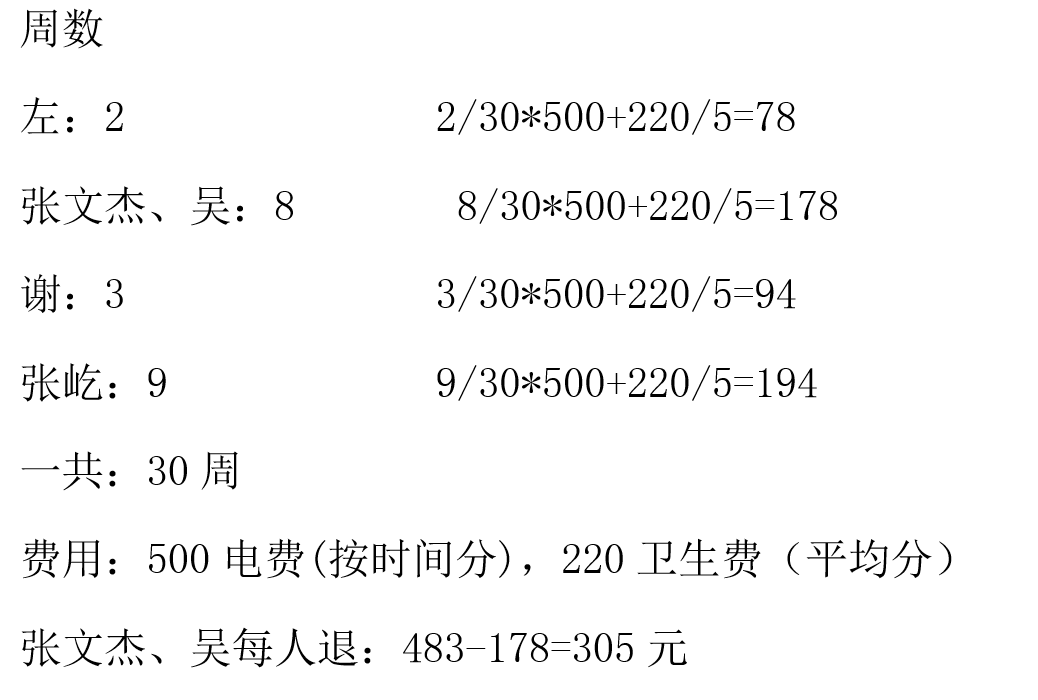 周数
左：2 2/30*500+220/5=78
张文杰、吴：8 8/30*500+220/5=178
谢：3 3/30*500+220/5=94
张屹：9 9/30*500+220/5=194
一共：30 周
费用：500 电费(按时间分)，220 卫生费（平均分）
张文杰、吴每人退：483-178=305 元